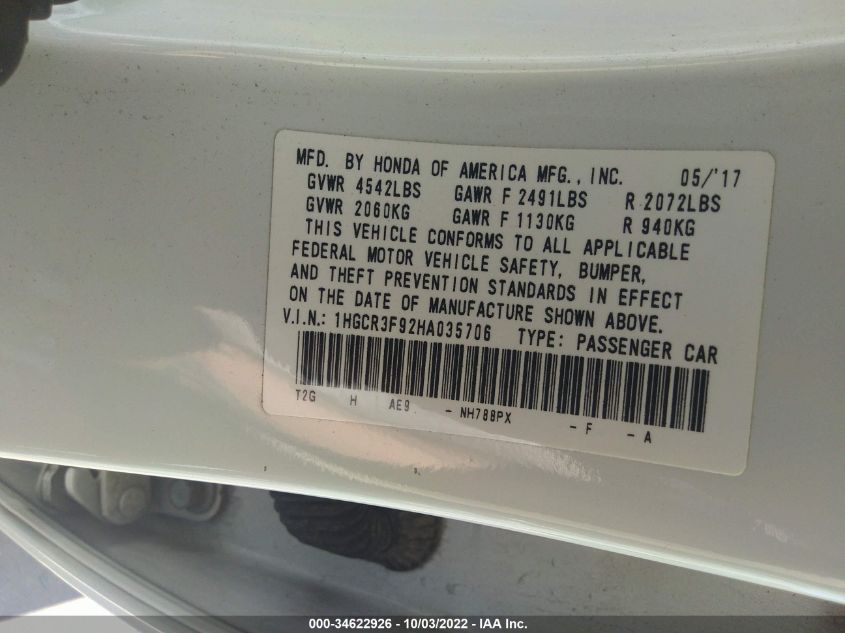 MFD. BY HONDA OF AMERICA MFG., INC. 05/'17
GVWR 4542LBS GAWR F 2491LBS R 2072LBS
GVWR 2060KG GAWR F 1130KG R 940KG
THIS VEHICLE CONFORMS TO ALL APPLICABLE
FEDERAL MOTOR VEHICLE SAFETY, BUMPER,
AND THEFT PREVENTION STANDARDS IN EFFECT
ON THE DATE OF MANUFACTURE SHOWN ABOVE.
V.I.N.: 1HGCR3F92HA035706 TYPE: PASSENGER CAR
T2G H AE9 - NH788PX - F - A
000-34622926 - 10/03/2022 - IAA Inc.